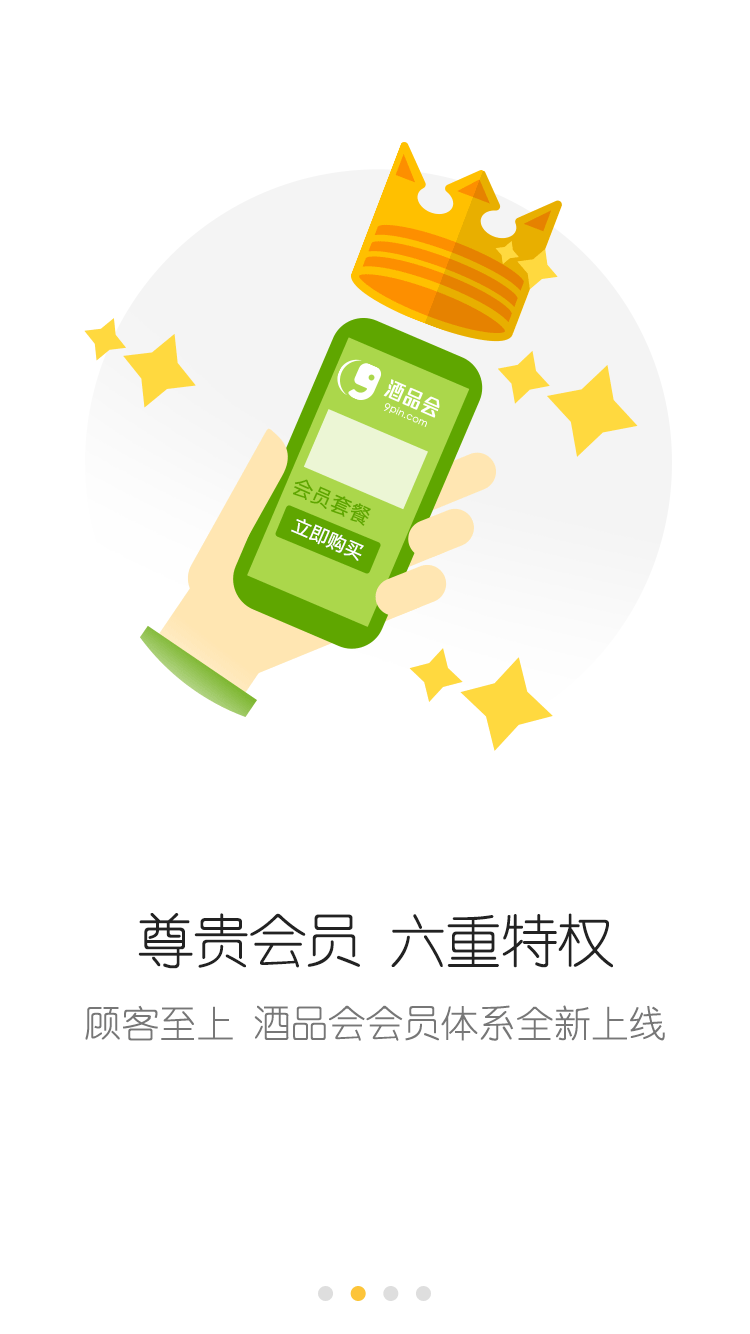 酒品会
9pin.com
会员套餐
立即购买
尊贵会员 六重特权
顾客至上 酒品会会员体系全新上线